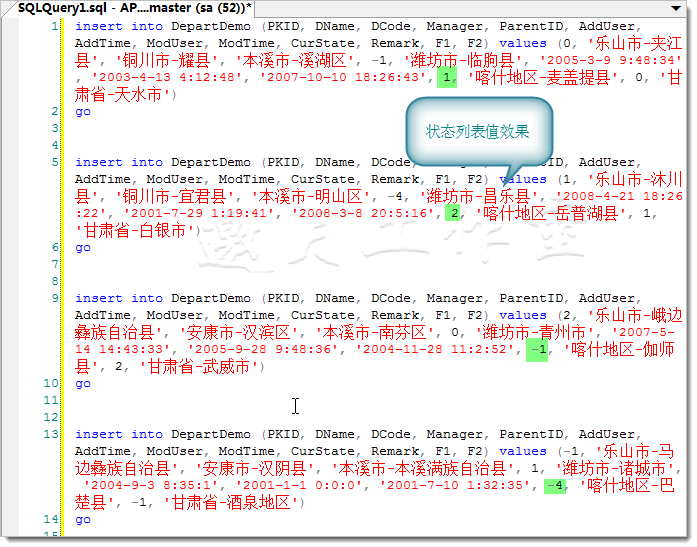 SQLQuery1.sql - AP....master (sa (52))*
1 insert into DepartDemo (PKID, DName, DCode, Manager, ParentID, AddUser,
AddTime, ModUser, ModTime, CurState, Remark, F1, F2) values (0, '乐山市-夹江
县', '铜川市-耀县', '本溪市-溪湖区', -1, '潍坊市-临朐县', '2005-3-9 9:48:34'
, '2003-4-13 4:12:48', '2007-10-10 18:26:43', 1, '喀什地区-麦盖提县', 0, '甘
肃省-天水市')
2 go
3
4
状态列表值效果
5 insert into DepartDemo (PKID, DName, DCode, Manager, ParentID, AddUser,
AddTime, ModUser, ModTime, CurState, Remark, F1, F2) values (1, '乐山市-沐川
县', '铜川市-宜君县', '本溪市-明山区', -4, '潍坊市-昌乐县', '2008-4-21 18:26
:22', '2001-7-29 1:19:41', '2008-3-8 20:5:16', 2, '喀什地区-岳普湖县', 1,
'甘肃省-白银市')
6 go
邀天工作室
7
8
9 insert into DepartDemo (PKID, DName, DCode, Manager, ParentID, AddUser,
AddTime, ModUser, ModTime, CurState, Remark, F1, F2) values (2, '乐山市-峨边
彝族自治县', '安康市-汉滨区', '本溪市-南芬区', 0, '潍坊市-青州市', '2007-5-
14 14:43:33', '2005-9-28 9:48:36', '2004-11-28 11:2:52', -1, '喀什地区-伽师
县', 2, '甘肃省-武威市')
10 go
11
12
13 insert into DepartDemo (PKID, DName, DCode, Manager, ParentID, AddUser,
AddTime, ModUser, ModTime, CurState, Remark, F1, F2) values (-1, '乐山市-马
边彝族自治县', '安康市-汉阴县', '本溪市-本溪满族自治县', 1, '潍坊市-诸城市',
'2004-9-3 8:35:1', '2001-1-1 0:0:0', '2001-7-10 1:32:35', -4, '喀什地区-巴
楚县', -1, '甘肃省-酒泉地区')
14 go